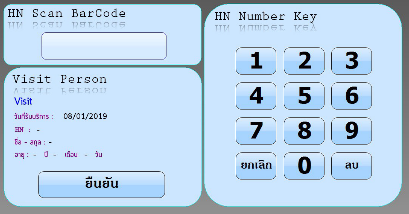 HN Scan BarCode
Visit Person
Visit
วันที่รับบริการ : 08/01/2019
HN : -
ชื่อ - สกุล : -
อายุ : - ปี - เดือน - วัน
ยืนยัน
HN Number Key
1 2 3
4 5 6
7 8 9
ยกเลิก 0 ลบ